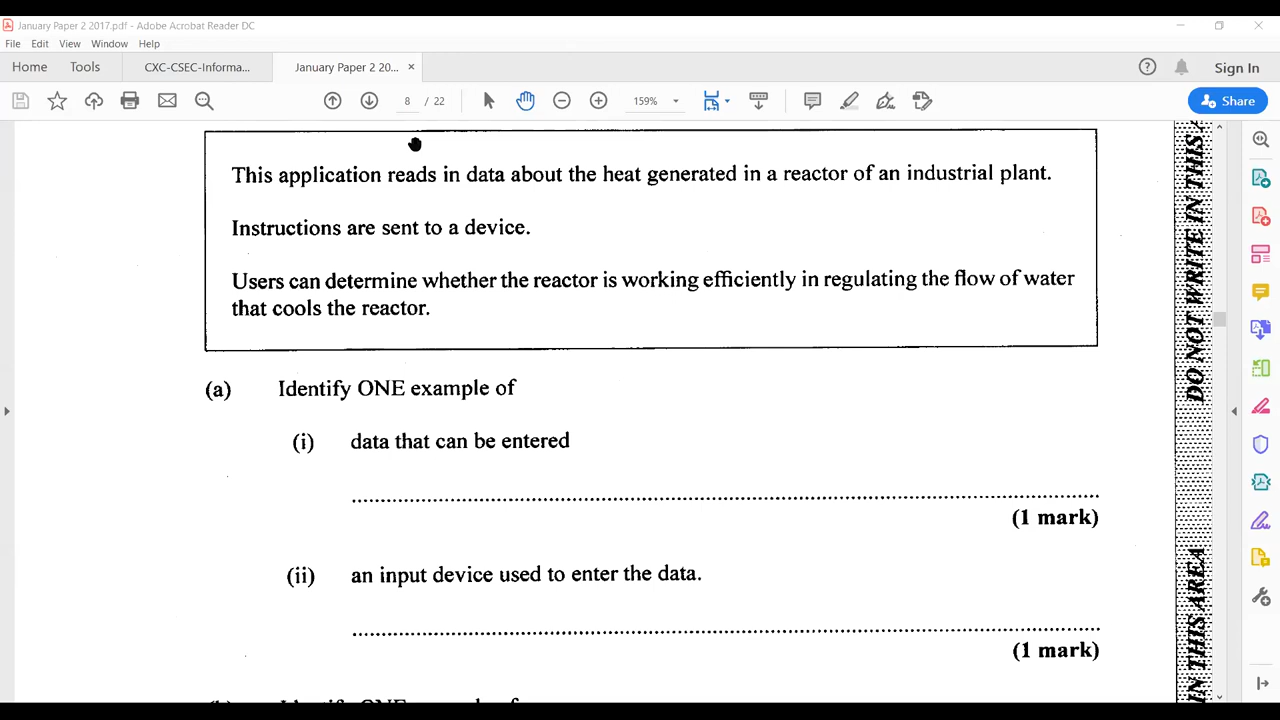 January Paper 2 2017.pdf - Adobe Acrobat Reader DC
File Edit View Window Help
Home Tools CXC-CSEC-Informa... January Paper 2 20... × Sign In
8 / 22 159% Share
This application reads in data about the heat generated in a reactor of an industrial plant.
Instructions are sent to a device.
Users can determine whether the reactor is working efficiently in regulating the flow of water
that cools the reactor.
(a) Identify ONE example of
(i) data that can be entered
(1 mark)
(ii) an input device used to enter the data.
(1 mark)
DO NOT WRITE IN THIS
IN THIS AREA